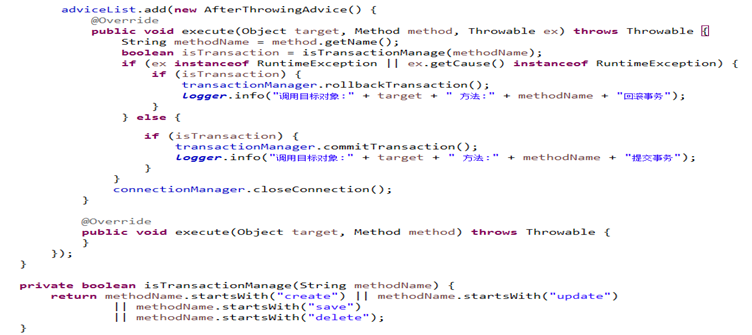 adviceList.add(new AfterThrowingAdvice() {
@Override
public void execute(Object target, Method method, Throwable ex) throws Throwable {
String methodName = method.getName();
boolean isTransaction = isTransactionManage(methodName);
if (ex instanceof RuntimeException || ex.getCause() instanceof RuntimeException) {
if (isTransaction) {
transactionManager.rollbackTransaction();
Logger.info("调用目标对象:" + target + " 方法:" + methodName + "回滚事务");
}
} else {
if (isTransaction) {
transactionManager.commitTransaction();
Logger.info("调用目标对象:" + target + " 方法:" + methodName + "提交事务");
}
}
connectionManager.closeConnection();
}
@Override
public void execute(Object target, Method method) throws Throwable {
}
});
}
private boolean isTransactionManage(String methodName) {
return methodName.startsWith("create") || methodName.startsWith("update")
|| methodName.startsWith("save")
|| methodName.startsWith("delete");
}